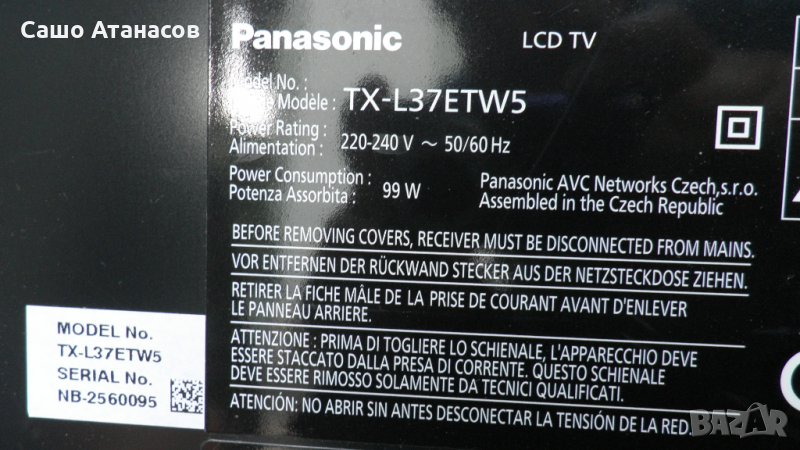 Сашо Атанасов
Panasonic
LCD TV
Model No. :
Modèle : TX-L37ETW5
Power Rating :
Alimentation : 220-240 V ~ 50/60 Hz
Power Consumption :
Potenza Assorbita : 99 W
Panasonic AVC Networks Czech,s.r.o.
Assembled in the Czech Republic
BEFORE REMOVING COVERS, RECEIVER MUST BE DISCONNECTED FROM MAINS.
VOR ENTFERNEN DER RÜCKWAND STECKER AUS DER NETZSTECKDOSE ZIEHEN.
RETIRER LA FICHE MÂLE DE LA PRISE DE COURANT AVANT D'ENLEVER
LE PANNEAU ARRIERE.
ATTENZIONE : PRIMA DI TOGLIERE LO SCHIENALE, L'APPARECCHIO DEVE
ESSERE STACCATO DALLA PRESA DI CORRENTE. QUESTO SCHIENALE
DEVE ESSERE RIMOSSO SOLAMENTE DA TECNICI QUALIFICATI.
ATENCIÓN: NO ABRIR SIN ANTES DESCONECTAR LA TENSIÓN DE LA RED.
MODEL No.
TX-L37ETW5
SERIAL No.
NB-2560095
BAZAR